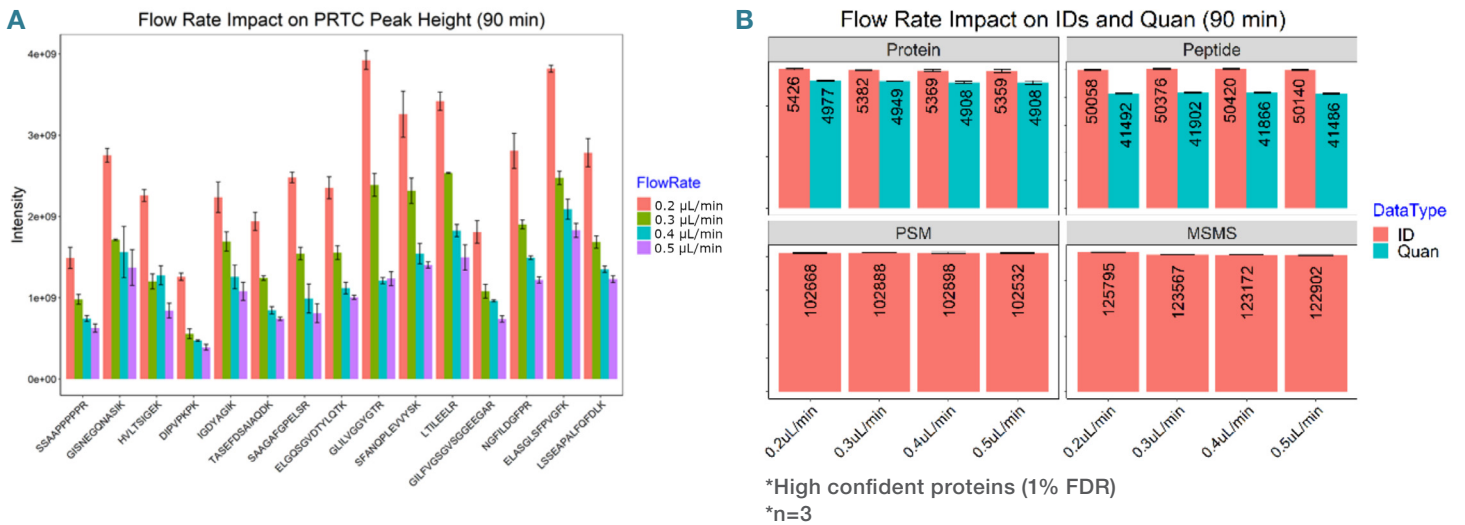 A
Flow Rate Impact on PRTC Peak Height (90 min)
Intensity
4e+09
3e+09
2e+09
1e+09
0e+00
SSAAPPPPPR
GISNEGQNASIK
HVLTSIGEK
DIPVPKPK
IGDYAGIK
TASEFDSAIAQDK
SAAGAFGPELSR
ELGQSGVDTYLQTK
GLILVGGYGTR
SFANQPLEVVYSK
LTILEELR
GILFVGSGVSGGEEGAR
NGFILDGFPR
ELASGLSFPVGFK
LSSEAPALFQFDLK
FlowRate
0.2 µL/min
0.3 µL/min
0.4 µL/min
0.5 µL/min
B
Flow Rate Impact on IDs and Quan (90 min)
Protein
5426
4977
5382
4949
5369
4908
5359
4908
Peptide
50058
41492
50376
41902
50420
41866
50140
41486
PSM
102668
102888
102898
102532
MSMS
125795
123587
123172
122902
0.2uL/min
0.3uL/min
0.4uL/min
0.5uL/min
0.2uL/min
0.3uL/min
0.4uL/min
0.5uL/min
DataType
ID
Quan
*High confident proteins (1% FDR)
*n=3